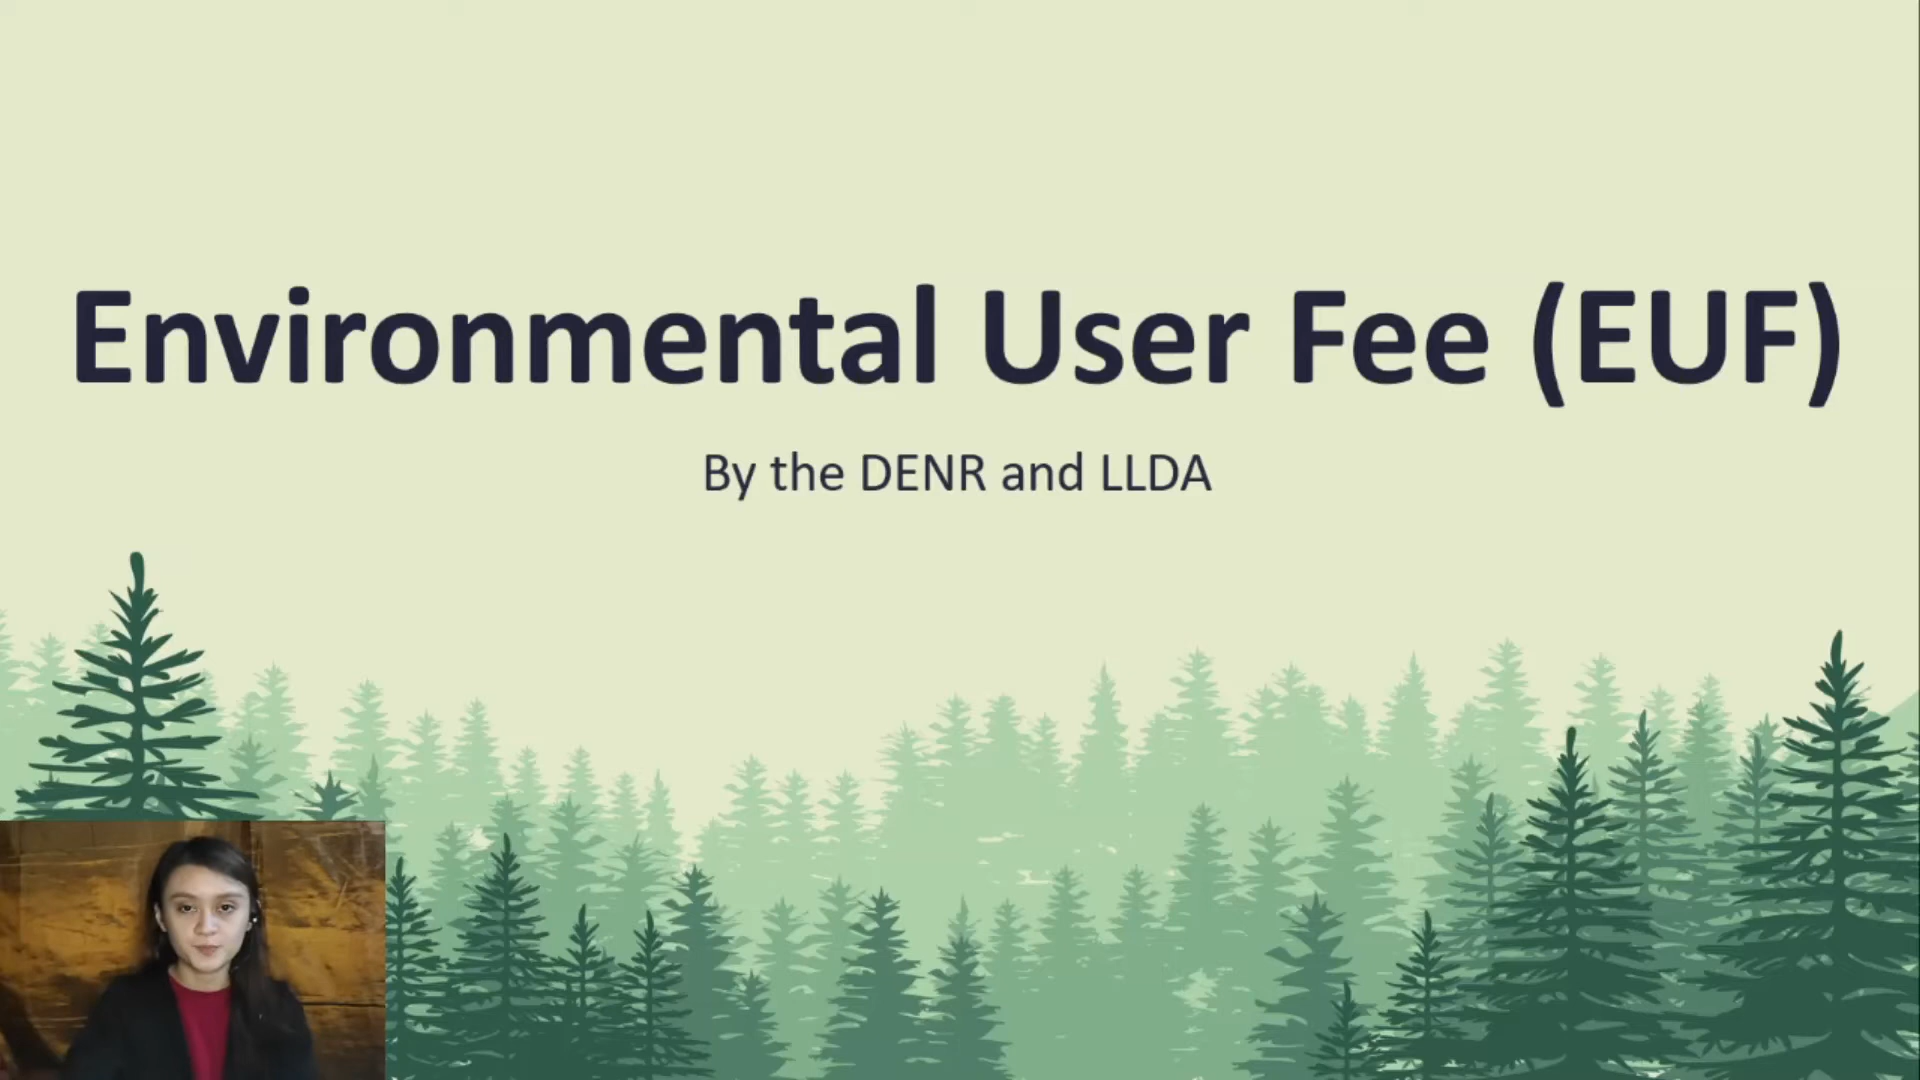 Environmental User Fee (EUF)
By the DENR and LLDA